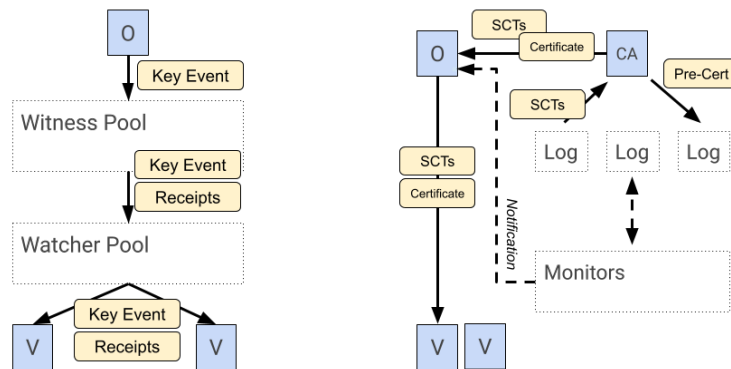 O
Key Event
Witness Pool
Key Event
Receipts
Watcher Pool
Key Event
Receipts
V
V
SCTs
Certificate
O
CA
Pre-Cert
SCTs
Log
Log
Log
SCTs
Certificate
Notification
Monitors
V
V